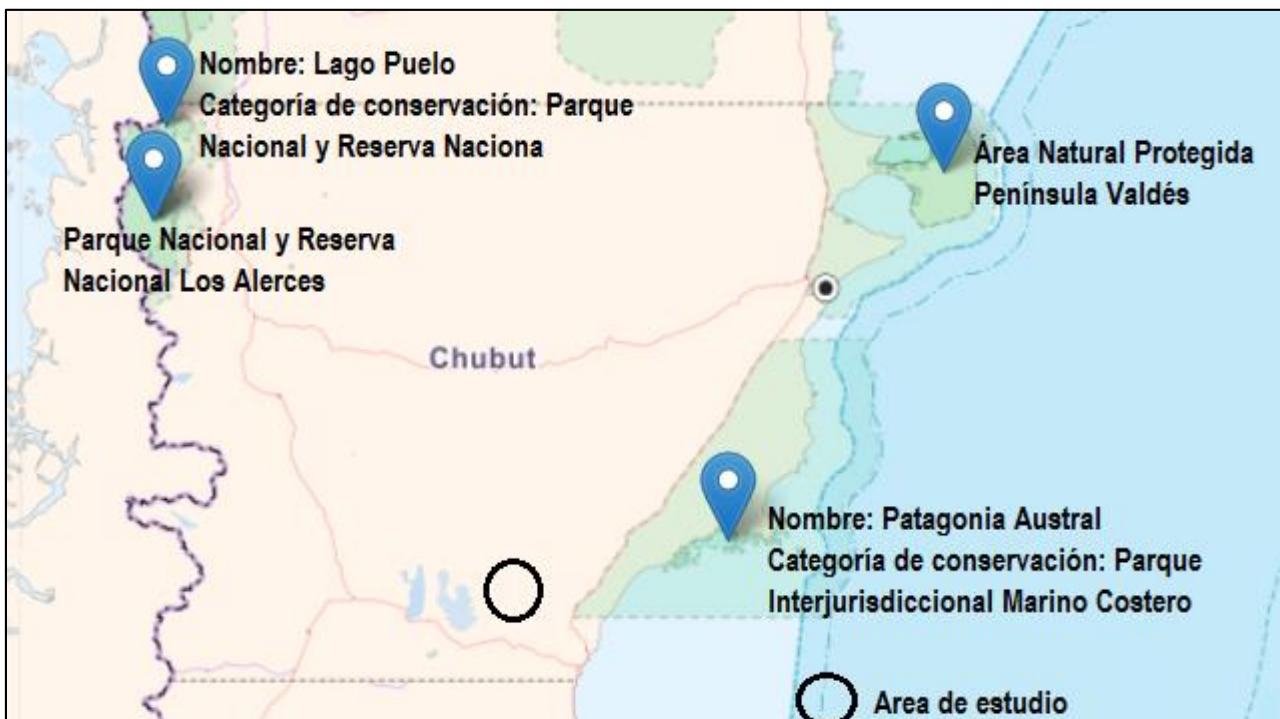 Nombre: Lago Puelo
Categoría de conservación: Parque
Nacional y Reserva Naciona
Área Natural Protegida
Península Valdés
Parque Nacional y Reserva
Nacional Los Alerces
Chubut
Nombre: Patagonia Austral
Categoría de conservación: Parque
Interjurisdiccional Marino Costero
Area de estudio